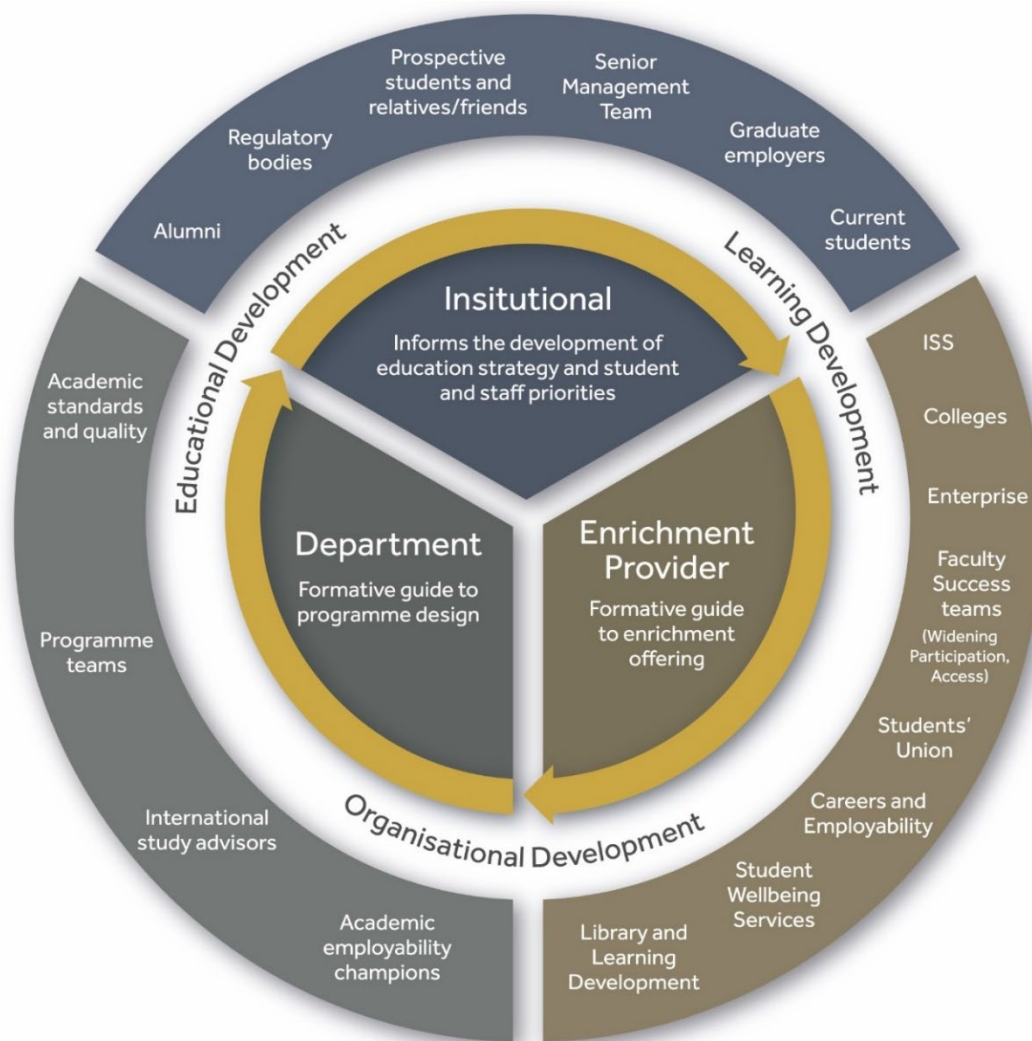 Prospective
students and
relatives/friends
Senior
Management
Team
Regulatory
bodies
Graduate
employers
Alumni
Current
students
Educational Development
Learning Development
Insitutional
Informs the development of
education strategy and student
and staff priorities
ISS
Colleges
Enterprise
Faculty
Success
teams
(Widening
Participation,
Access)
Students’
Union
Careers and
Employability
Student
Wellbeing
Services
Library and
Learning
Development
Enrichment
Provider
Formative guide
to enrichment
offering
Department
Formative guide to
programme design
Academic
standards
and quality
Programme
teams
International
study advisors
Academic
employability
champions
Organisational Development